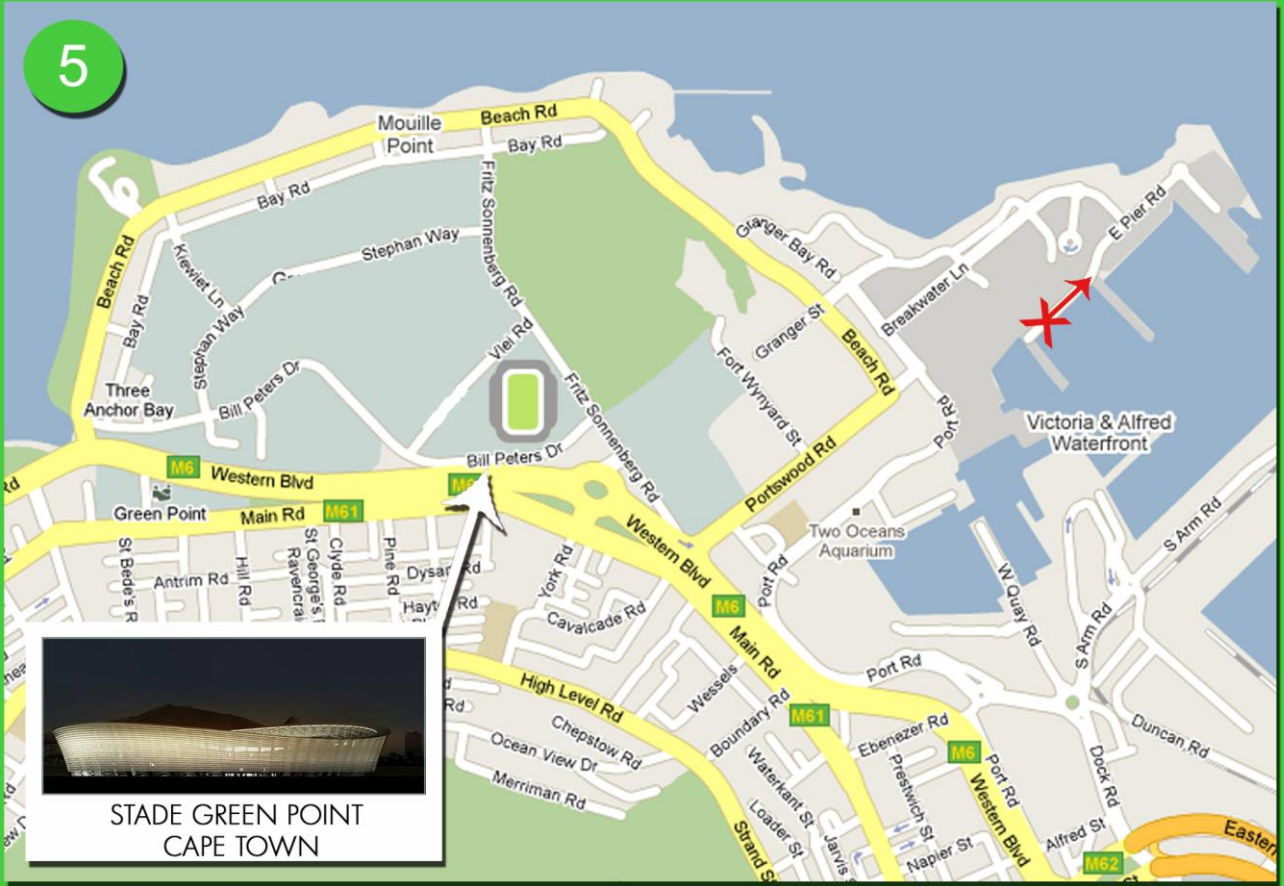 5
Mouille
Point
Beach Rd
Bay Rd
Bay Rd
Fritz Sonnenberg Rd
Stephan Way
Kiewiet Ln
Beach Rd
Bay Rd
Stephan Way
Vlei Rd
Granger Bay Rd
E Pier Rd
Breakwater Ln
Granger St
Beach Rd
Fort Wynyard St
Three
Anchor Bay
Bill Peters Dr
Fritz Sonnenberg Rd
Port Rd
Victoria & Alfred
Waterfront
Bill Peters Dr
Portswood Rd
M6
Western Blvd
Rd
Green Point
Main Rd
M61
Western Blvd
Two Oceans
Aquarium
S Arm Rd
St Bede's R
Antrim Rd
Hill Rd
St George's
Ravencrai
Clyde Rd
Pine Rd
Dysar Rd
Rd
York Rd
Cavalcade Rd
Port Rd
M6
W Quay Rd
S Arm Rd
Main Rd
Port Rd
High Level Rd
Wessels
Boundary Rd
M61
Ebenezer Rd
M6
Duncan Rd
Rd
Chepstow Rd
Ocean View Dr
Merriman Rd
Waterkant St
Prestwich St
Port Rd
Dock Rd
Western Blvd
Loader St
Strand S
Jarvis
Napier St
Alfred St
M62
Eastern
St
STADE GREEN POINT
CAPE TOWN